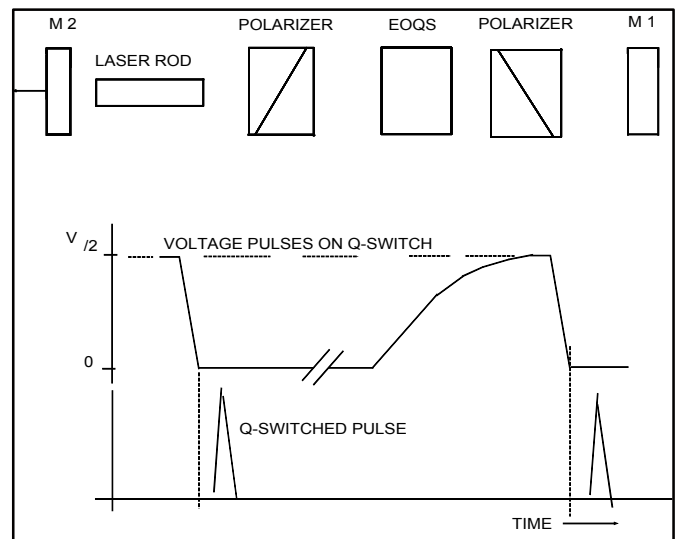 M 2 POLARIZER EOQS POLARIZER M 1
LASER ROD
V /2
VOLTAGE PULSES ON Q-SWITCH
0
Q-SWITCHED PULSE
TIME